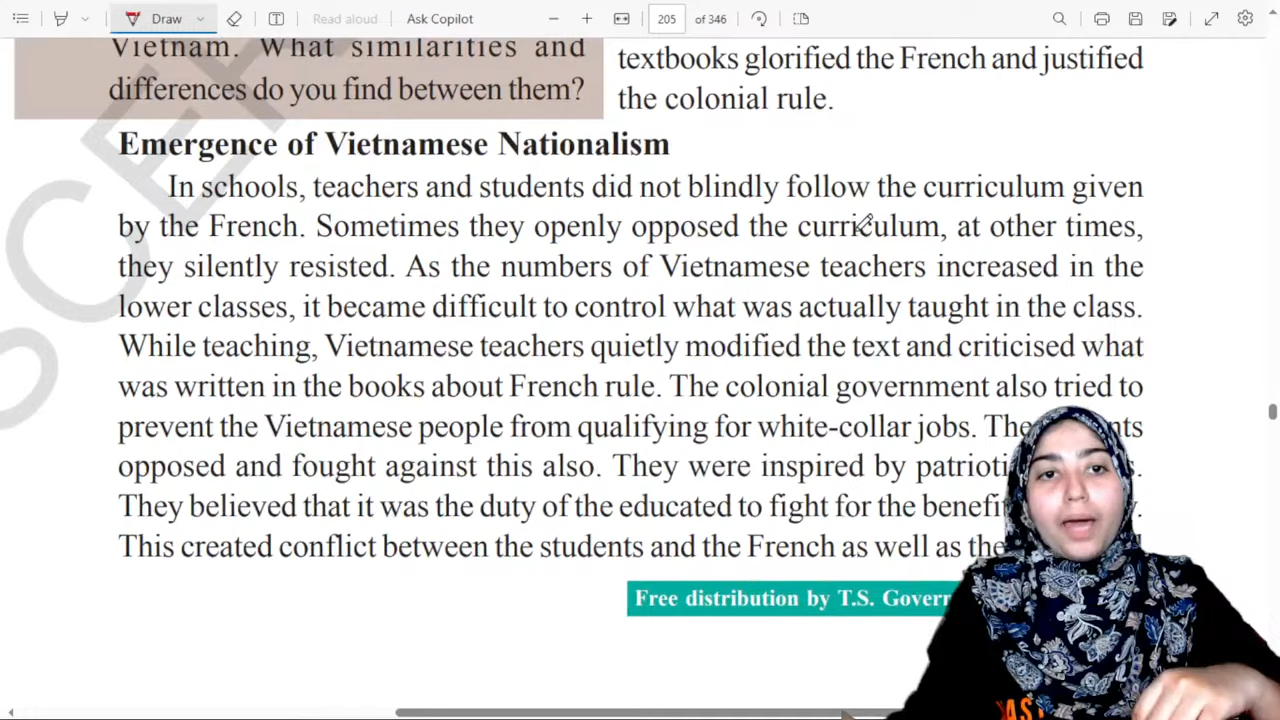 Draw
Read aloud
Ask Copilot
205 of 346
Vietnam. What similarities and
differences do you find between them?
textbooks glorified the French and justified
the colonial rule.
Emergence of Vietnamese Nationalism
In schools, teachers and students did not blindly follow the curriculum given
by the French. Sometimes they openly opposed the curriculum, at other times,
they silently resisted. As the numbers of Vietnamese teachers increased in the
lower classes, it became difficult to control what was actually taught in the class.
While teaching, Vietnamese teachers quietly modified the text and criticised what
was written in the books about French rule. The colonial government also tried to
prevent the Vietnamese people from qualifying for white-collar jobs. The
opposed and fought against this also. They were inspired by
They believed that it was the duty of the educated to fight for the
This created conflict between the students and the French as well as the
Free distribution by T.S.